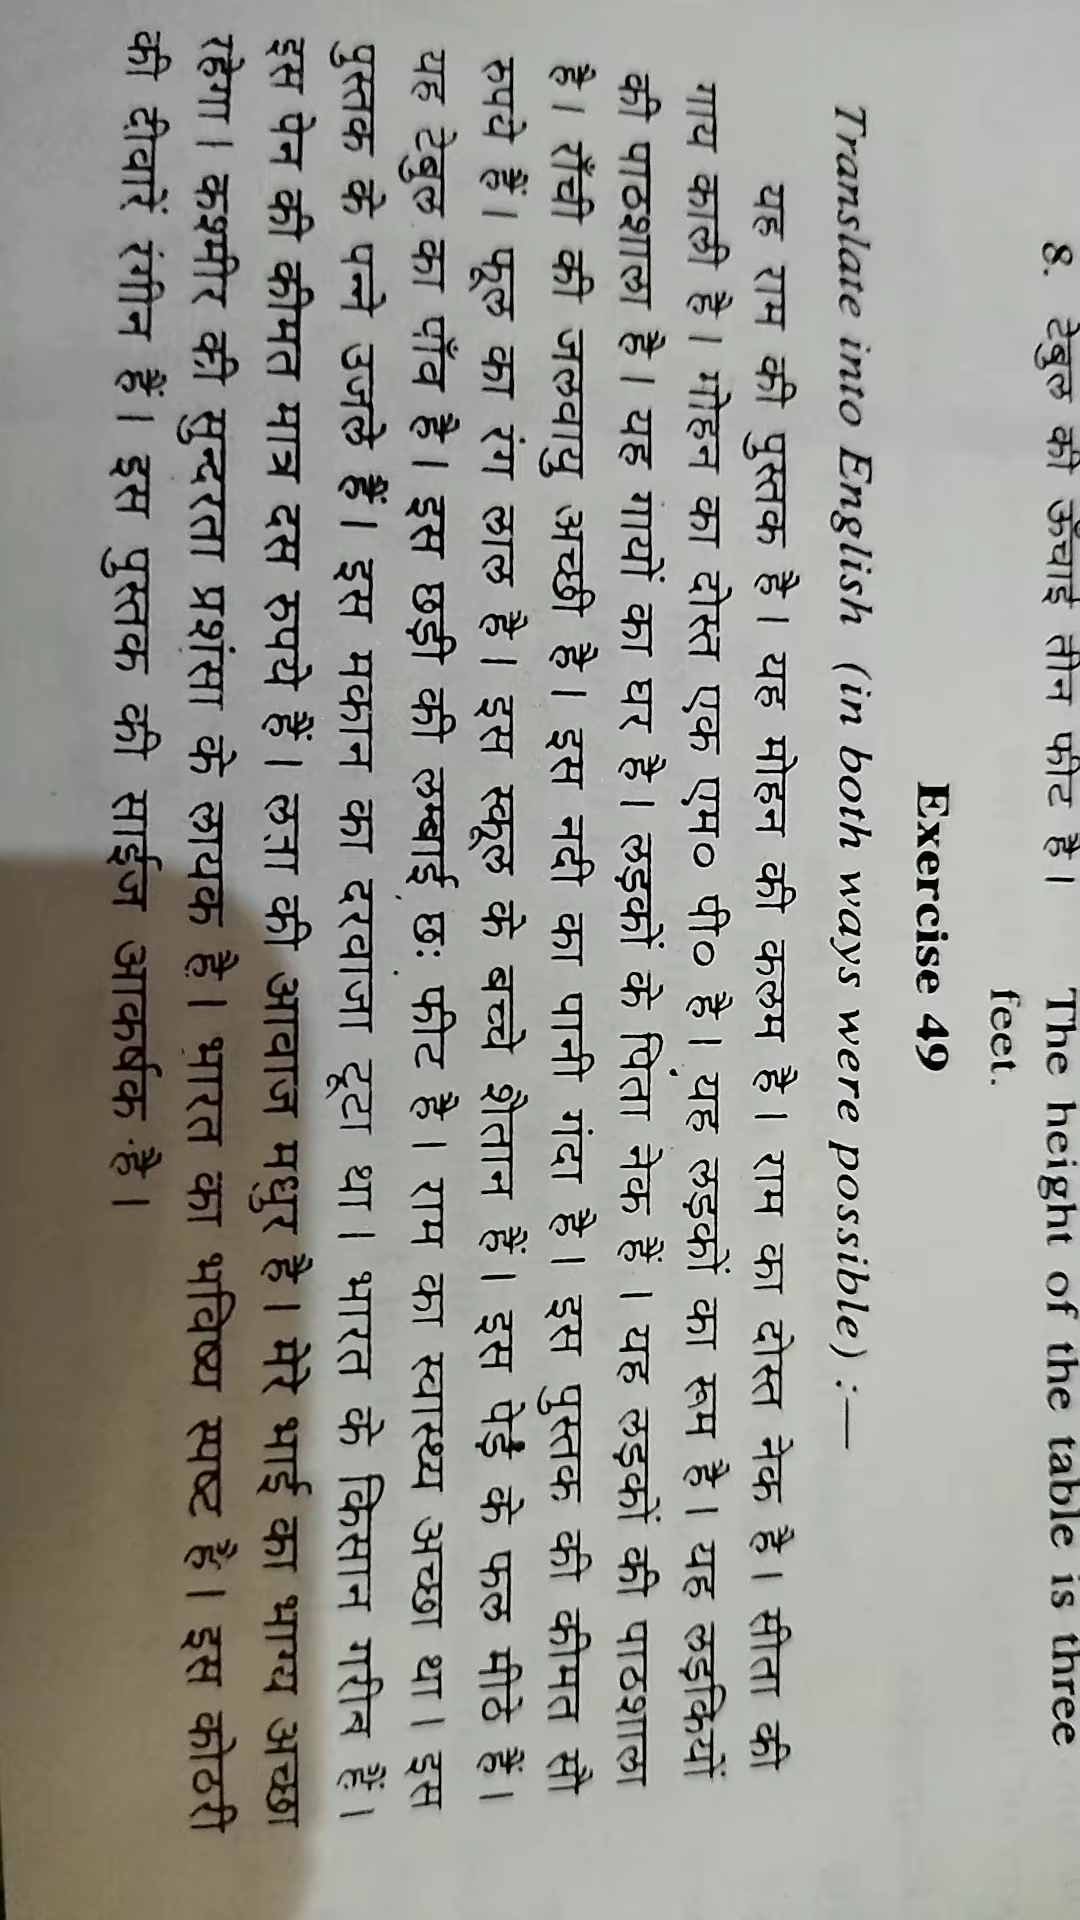 8. टेबुल की ऊँचाई तीन फीट है। The height of the table is three
feet.
Exercise 49
Translate into English (in both ways were possible) :—
यह राम की पुस्तक है। यह मोहन की कलम है। राम का दोस्त नेक है। सीता की
गाय काली है। मोहन का दोस्त एक एम० पी० है। यह लड़कों का रूम है। यह लड़कियों
की पाठशाला है। यह गायों का घर है। लड़कों के पिता नेक हैं। यह लड़कों की पाठशाला
है। राँची की जलवायु अच्छी है। इस नदी का पानी गंदा है। इस पुस्तक की कीमत सौ
रुपये हैं। फूल का रंग लाल है। इस स्कूल के बच्चे शैतान हैं। इस पेड़ के फल मीठे हैं।
यह टेबुल का पाँव है। इस छड़ी की लम्बाई छः फीट है। राम का स्वास्थ्य अच्छा था। इस
पुस्तक के पन्ने उजले हैं। इस मकान का दरवाजा टूटा था। भारत के किसान गरीब हैं।
इस पेन की कीमत मात्र दस रुपये हैं। लता की आवाज मधुर है। मेरे भाई का भाग्य अच्छा
रहेगा। कश्मीर की सुन्दरता प्रशंसा के लायक है। भारत का भविष्य स्पष्ट है। इस कोठरी
की दीवारें रंगीन हैं। इस पुस्तक की साईज आकर्षक है।